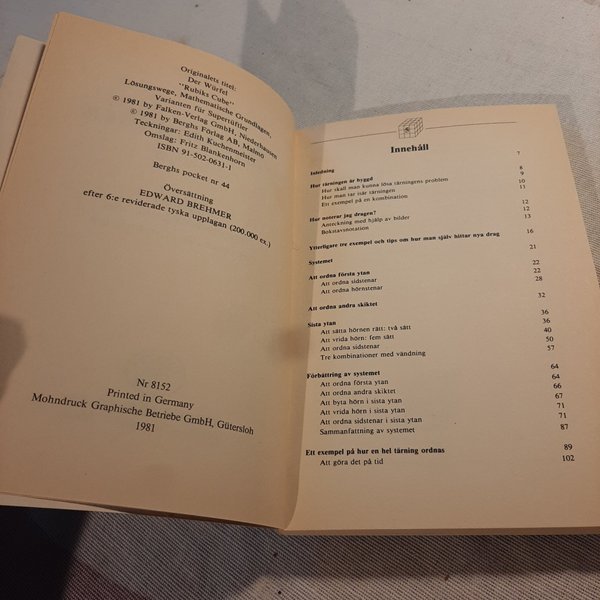 Originalets titel:
Der Würfel
"Rubiks Cube"
Lösungswege, Mathematische Grundlagen,
Varianten für Supertüftler
© 1981 by Falken-Verlag GmbH, Niedernhausen
© 1981 by Berghs Förlag AB, Malmö
Teckningar: Edith Kuchenmeister
Omslag: Fritz Blankenhorn
ISBN 91-502-0631-1
Berghs pocket nr 44
Översättning
EDWARD BREHMER
efter 6:e reviderade tyska upplagan (200.000 ex.)
Nr 8152
Printed in Germany
Mohndruck Graphische Betriebe GmbH, Gütersloh
1981
Innehåll
Inledning 7
Hur tärningen är byggd 8
Hur skall man kunna lösa tärningens problem 9
Hur man tar isär tärningen 10
Ett exempel på en kombination 11
Hur noterar jag dragen? 12
Anteckning med hjälp av bilder 12
Bokstavsnotation 13
Ytterligare tre exempel och tips om hur man själv hittar nya drag 16
Systemet 21
Att ordna första ytan 22
Att ordna sidstenar 22
Att ordna hörnstenar 28
Att ordna andra skiktet 32
Sista ytan 36
Att sätta hörnen rätt: två sätt 36
Att vrida hörn: fem sätt 40
Att ordna sidstenar 50
Tre kombinationer med vändning 57
Förbättring av systemet 64
Att ordna första ytan 64
Att ordna andra skiktet 66
Att byta hörn i sista ytan 67
Att vrida hörn i sista ytan 71
Att ordna sidstenar i sista ytan 71
Sammanfattning av systemet 87
Ett exempel på hur en hel tärning ordnas 89
Att göra det på tid 102